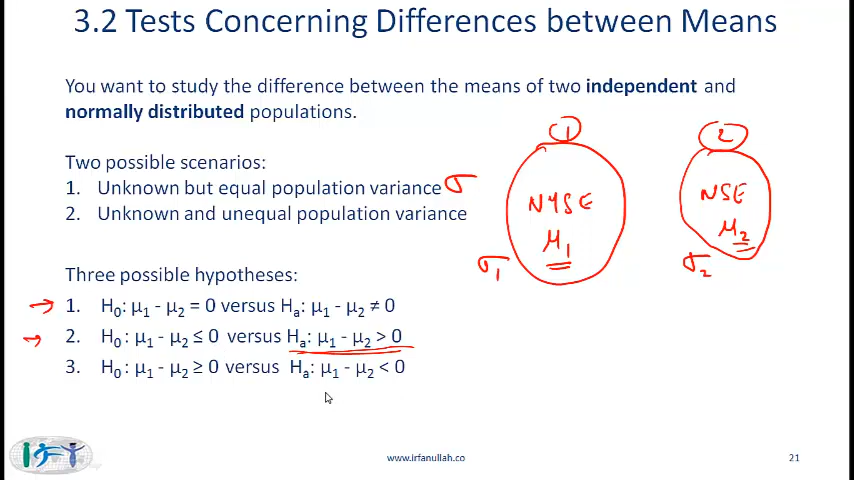 3.2 Tests Concerning Differences between Means
You want to study the difference between the means of two independent and
normally distributed populations.
Two possible scenarios:
1. Unknown but equal population variance σ
2. Unknown and unequal population variance
Three possible hypotheses:
1. H₀: μ₁ - μ₂ = 0 versus Hₐ: μ₁ - μ₂ ≠ 0
2. H₀ : μ₁ - μ₂ ≤ 0 versus Hₐ: μ₁ - μ₂ > 0
3. H₀ : μ₁ - μ₂ ≥ 0 versus Hₐ: μ₁ - μ₂ < 0
1
NYSE
μ₁
σ₁
2
NSE
μ₂
σ₂
www.irfanullah.co
21